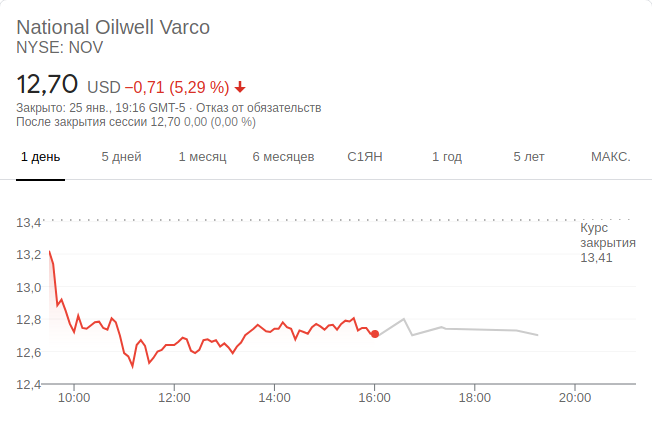 National Oilwell Varco
NYSE: NOV
12,70 USD −0,71 (5,29 %)
Закрыто: 25 янв., 19:16 GMT-5 · Отказ от обязательств
После закрытия сессии 12,70 0,00 (0,00 %)
1 день 5 дней 1 месяц 6 месяцев С1ЯН 1 год 5 лет МАКС.
13,4
Курс
закрытия
13,41
13,2
13,0
12,8
12,6
12,4
10:00 12:00 14:00 16:00 18:00 20:00